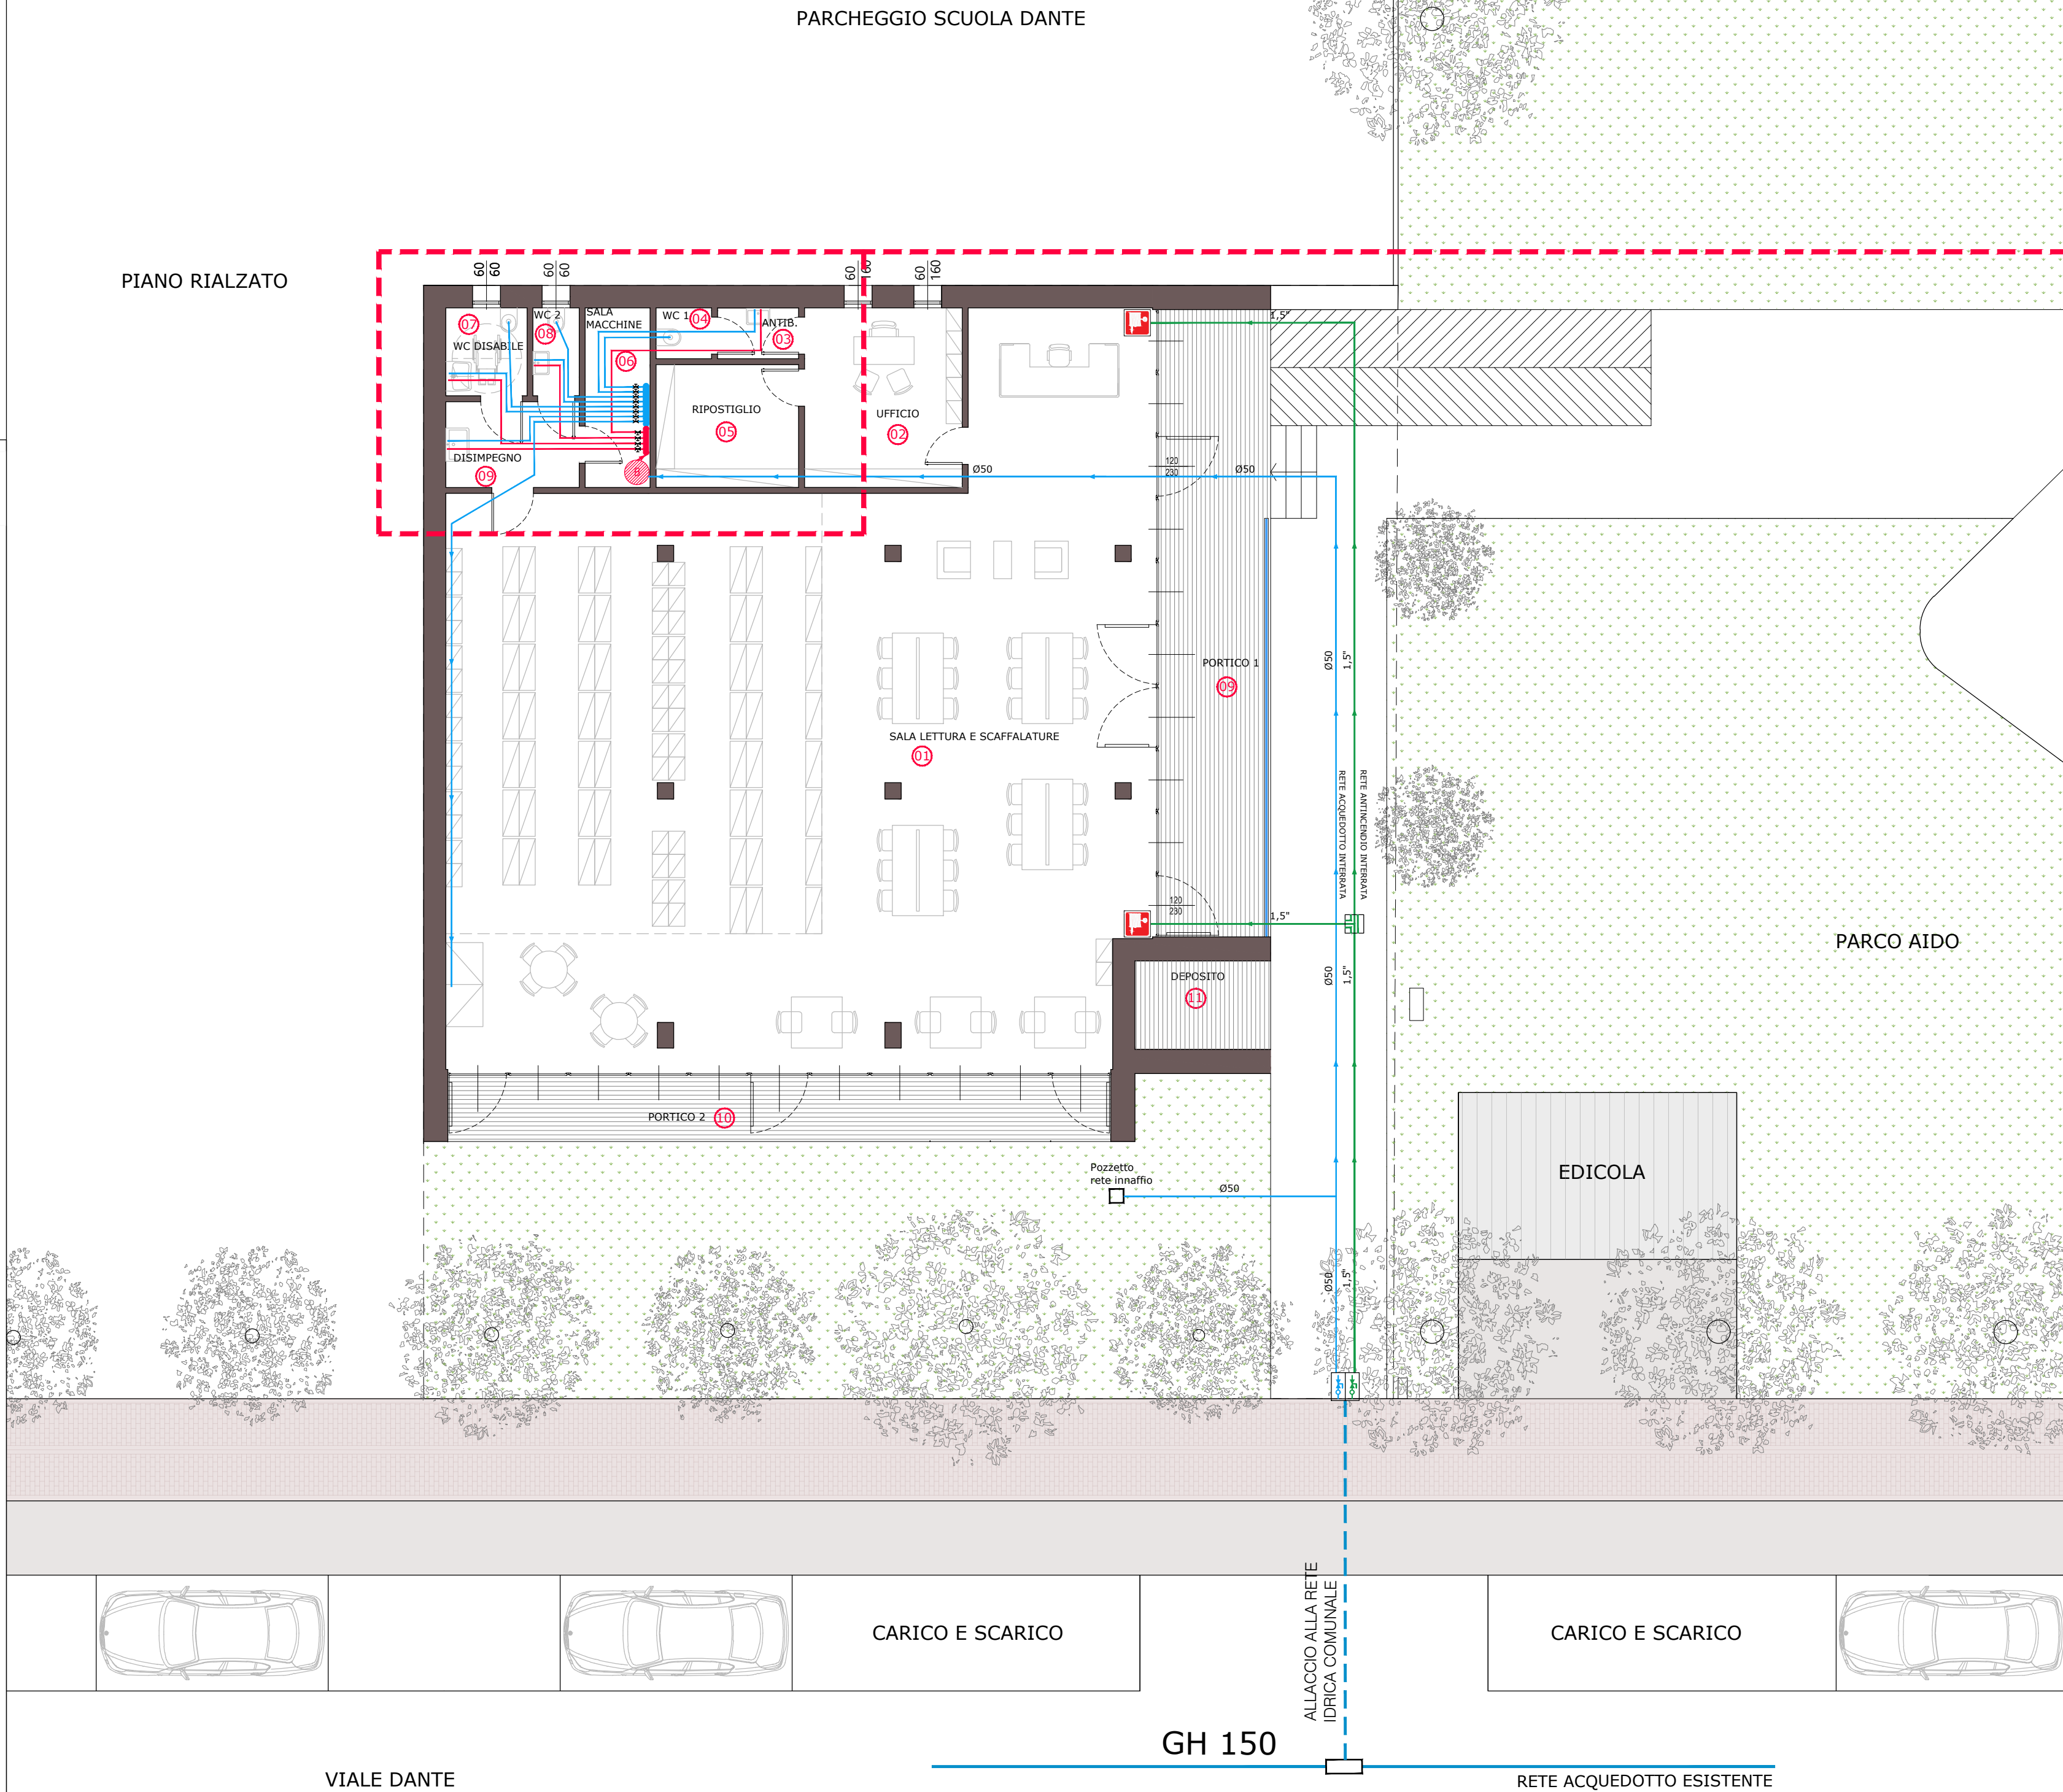 PARCHEGGIO SCUOLA DANTE
PIANO RIALZATO
60
60
60
60
60
160
60
160
07
WC DISABILE
WC 2
08
SALA
MACCHINE
06
WC 1
04
ANTIB.
03
1,5"
RIPOSTIGLIO
05
UFFICIO
02
DISIMPEGNO
09
B
Ø50
120
230
Ø50
Ø50
1,5"
PORTICO 1
09
SALA LETTURA E SCAFFALATURE
01
RETE ACQUEDOTTO INTERRATA
RETE ANTINCENDIO INTERRATA
120
230
1,5"
PARCO AIDO
DEPOSITO
11
Ø50
1,5"
PORTICO 2
10
Pozzetto
rete innaffio
Ø50
EDICOLA
Ø50
1,5"
CARICO E SCARICO
CARICO E SCARICO
ALLACCIO ALLA RETE
IDRICA COMUNALE
GH 150
VIALE DANTE
RETE ACQUEDOTTO ESISTENTE